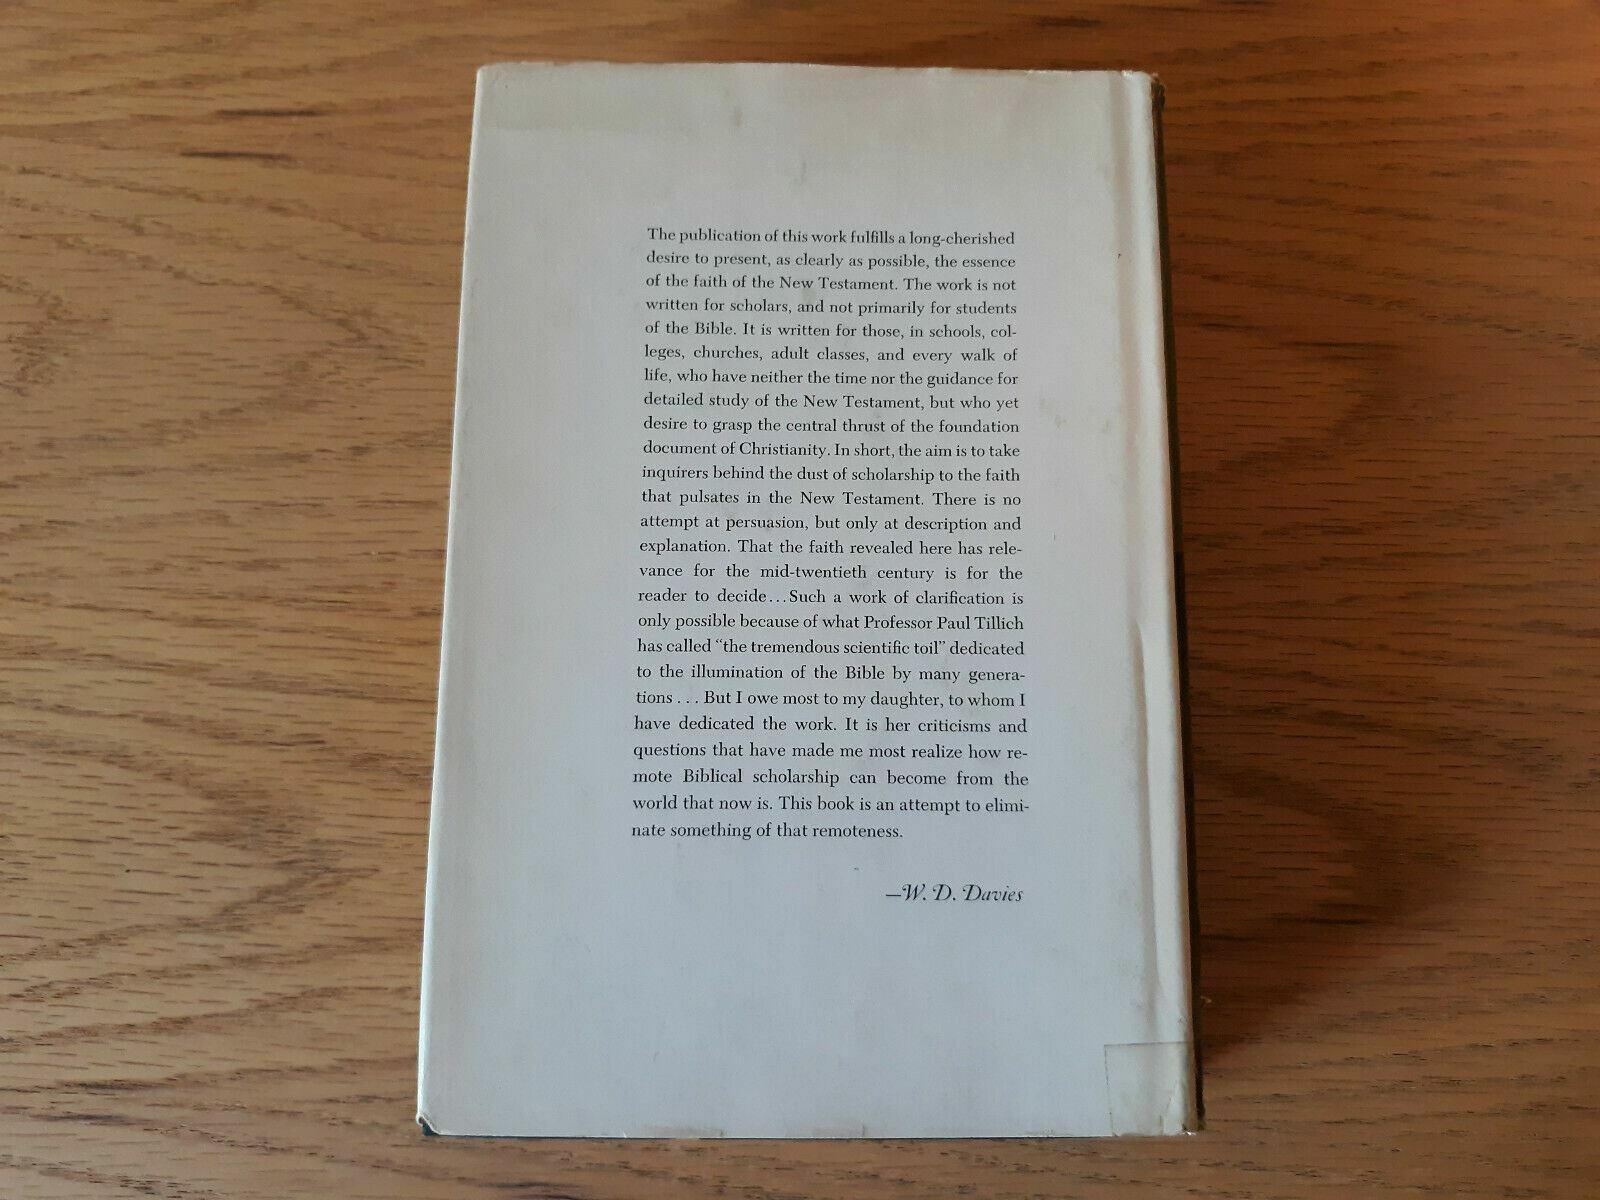 The publication of this work fulfills a long-cherished
desire to present, as clearly as possible, the essence
of the faith of the New Testament. The work is not
written for scholars, and not primarily for students
of the Bible. It is written for those, in schools, col-
leges, churches, adult classes, and every walk of
life, who have neither the time nor the guidance for
detailed study of the New Testament, but who yet
desire to grasp the central thrust of the foundation
document of Christianity. In short, the aim is to take
inquirers behind the dust of scholarship to the faith
that pulsates in the New Testament. There is no
attempt at persuasion, but only at description and
explanation. That the faith revealed here has rele-
vance for the mid-twentieth century is for the
reader to decide...Such a work of clarification is
only possible because of what Professor Paul Tillich
has called "the tremendous scientific toil" dedicated
to the illumination of the Bible by many genera-
tions . . . But I owe most to my daughter, to whom I
have dedicated the work. It is her criticisms and
questions that have made me most realize how re-
mote Biblical scholarship can become from the
world that now is. This book is an attempt to elimi-
nate something of that remoteness.
—W. D. Davies